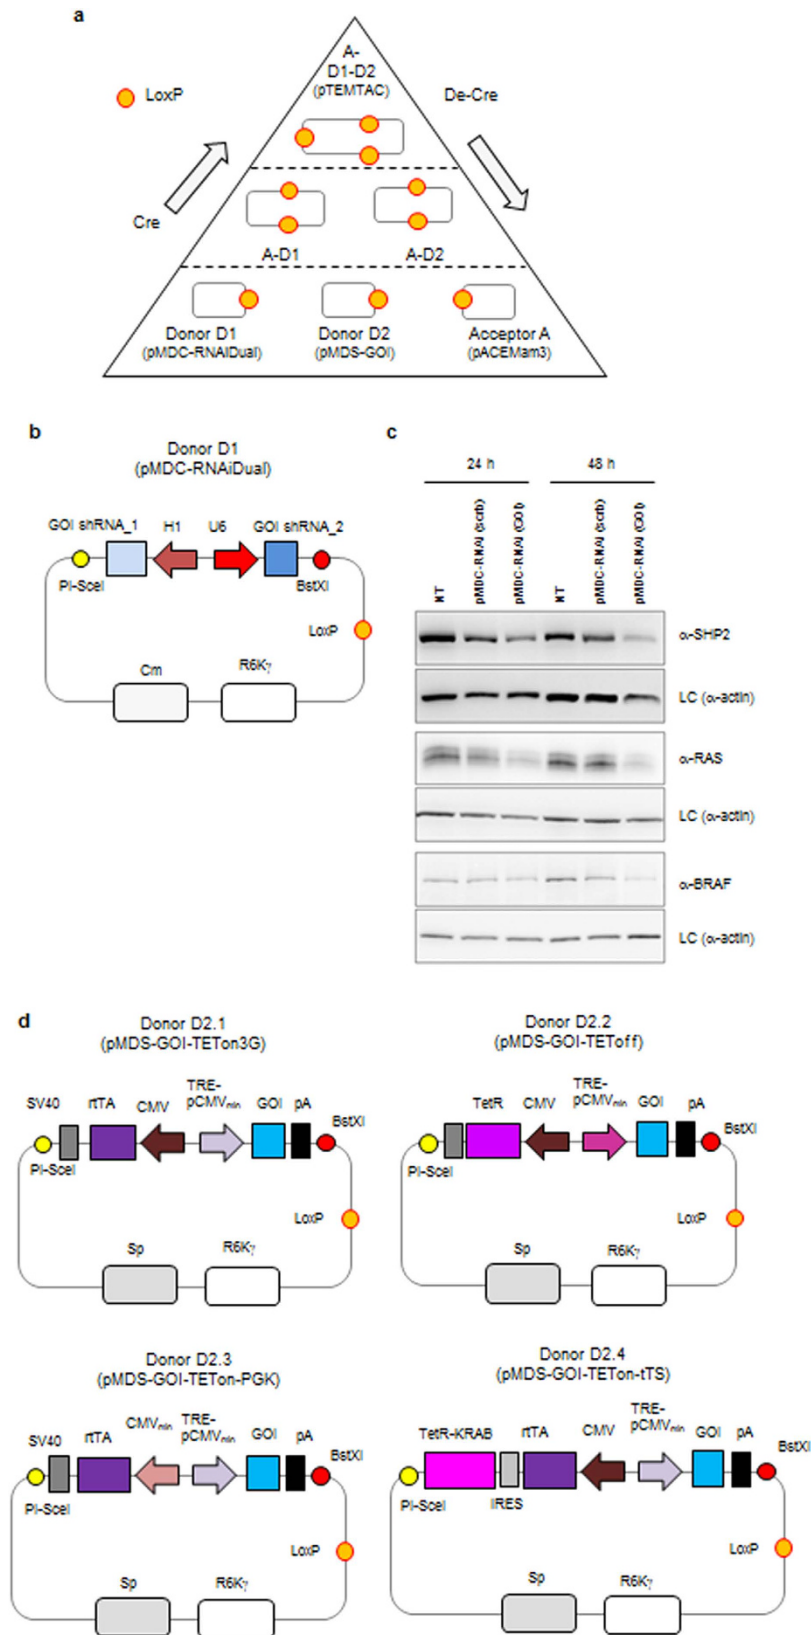 a
A-
D1-D2
(pTEMTAC)
LoxP
De-Cre
Cre
A-D1
A-D2
Donor D1
(pMDC-RNAiDual)
Donor D2
(pMDS-GOI)
Acceptor A
(pACEMam3)
b
Donor D1
(pMDC-RNAiDual)
GOI shRNA_1
H1
U6
GOI shRNA_2
PI-SceI
BstXI
LoxP
Cm
R6Kγ
c
24 h
48 h
NT
pMDC-RNAi (scrb)
pMDC-RNAi (GOI)
NT
pMDC-RNAi (scrb)
pMDC-RNAi (GOI)
α-SHP2
LC (α-actin)
α-RAS
LC (α-actin)
α-BRAF
LC (α-actin)
d
Donor D2.1
(pMDS-GOI-TETon3G)
SV40
rtTA
CMV
TRE-
pCMVmin
GOI
pA
BstXI
PI-SceI
LoxP
Sp
R6Kγ
Donor D2.2
(pMDS-GOI-TEToff)
TetR
CMV
TRE-
pCMVmin
GOI
pA
BstXI
PI-SceI
LoxP
Sp
R6Kγ
Donor D2.3
(pMDS-GOI-TETon-PGK)
SV40
rtTA
CMVmin
TRE-
pCMVmin
GOI
pA
BstXI
PI-SceI
LoxP
Sp
R6Kγ
Donor D2.4
(pMDS-GOI-TETon-tTS)
TetR-KRAB
rtTA
CMV
TRE-
pCMVmin
GOI
pA
BstXI
PI-SceI
IRES
LoxP
Sp
R6Kγ